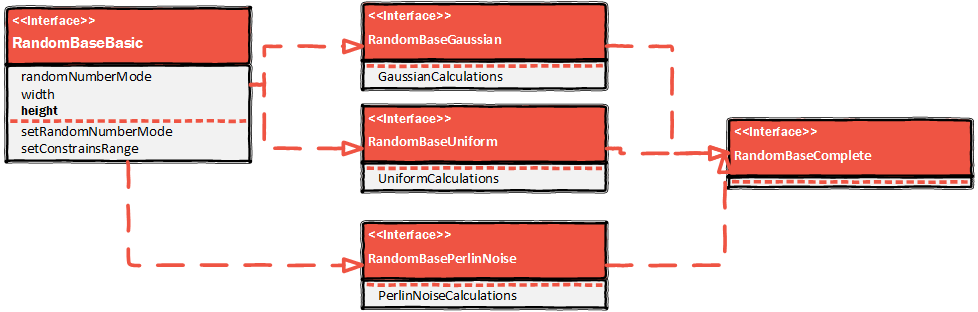 <<Interface>>
RandomBaseBasic
randomNumberMode
width
height
setRandomNumberMode
setConstrainsRange
<<Interface>>
RandomBaseGaussian
GaussianCalculations
<<Interface>>
RandomBaseUniform
UniformCalculations
<<Interface>>
RandomBasePerlinNoise
PerlinNoiseCalculations
<<Interface>>
RandomBaseComplete